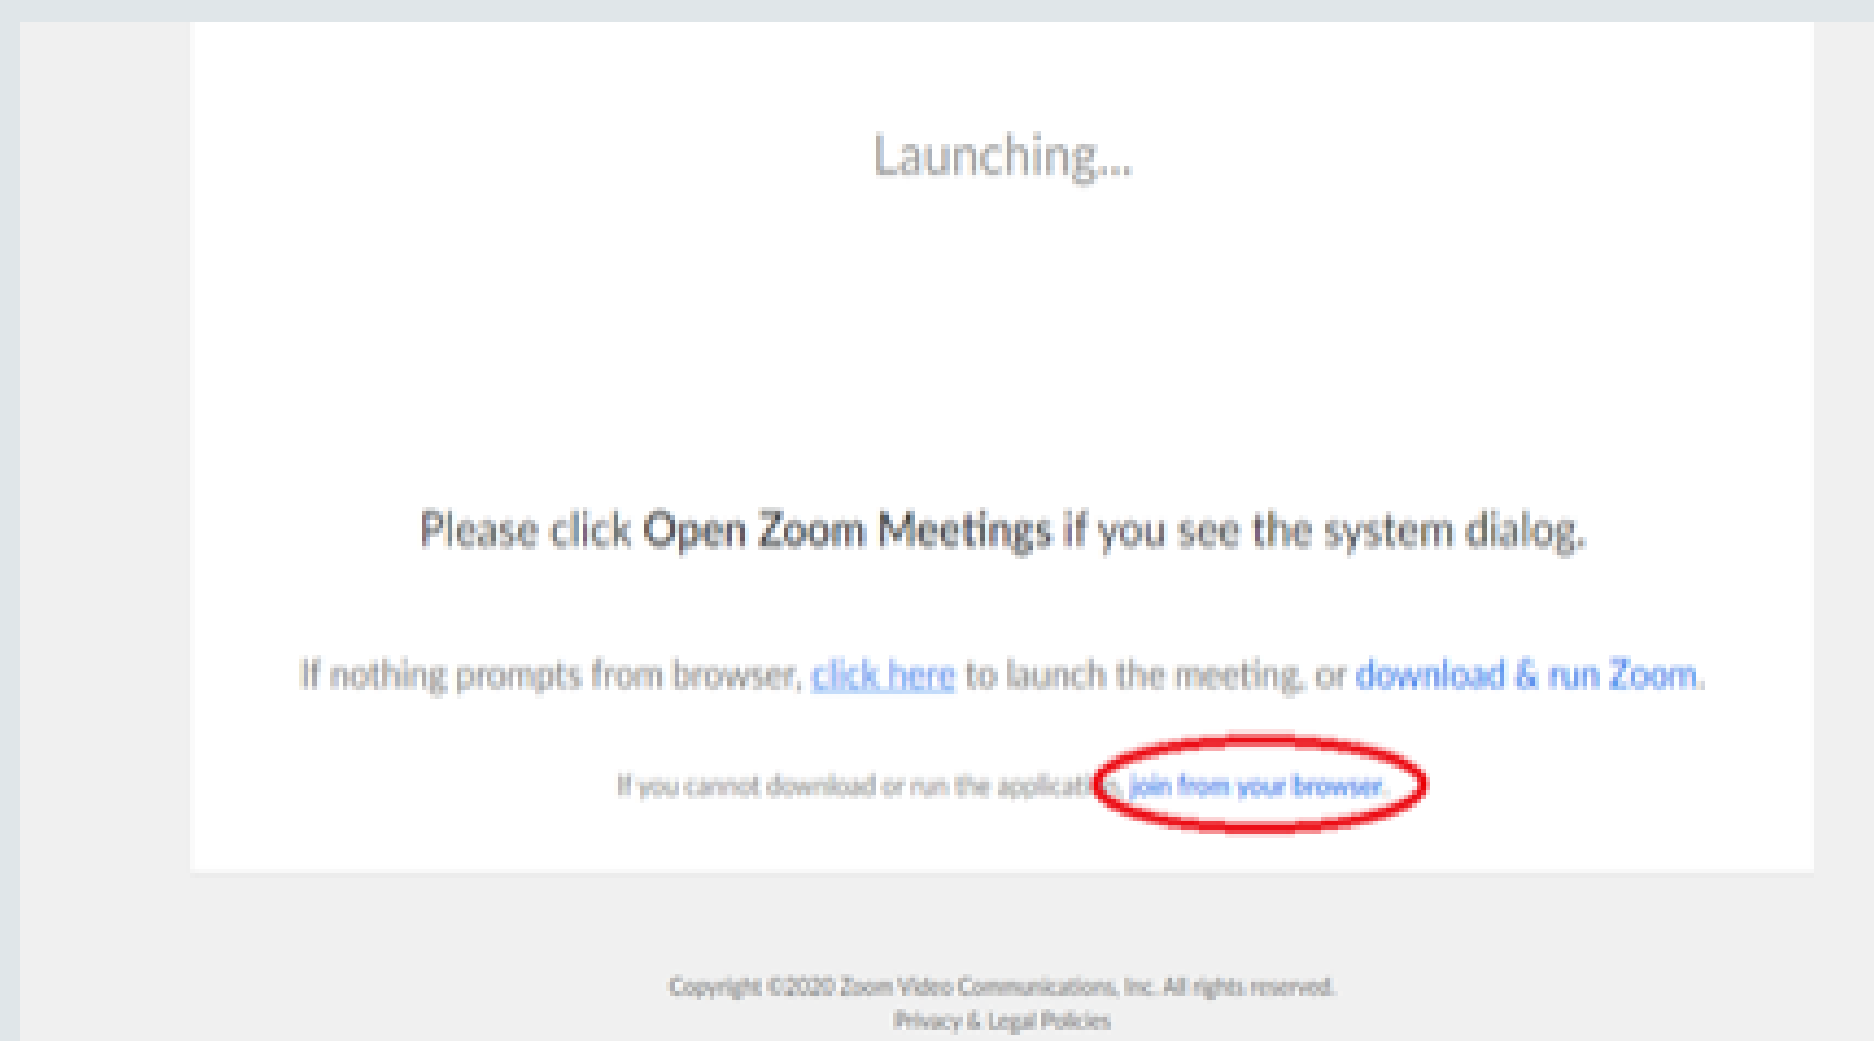 Launching...
Please click Open Zoom Meetings if you see the system dialog.
If nothing prompts from browser, click here to launch the meeting, or download & run Zoom.
If you cannot download or run the applicati , join from your browser.
Copyright ©2020 Zoom Video Communications, Inc. All rights reserved.
Privacy & Legal Policies